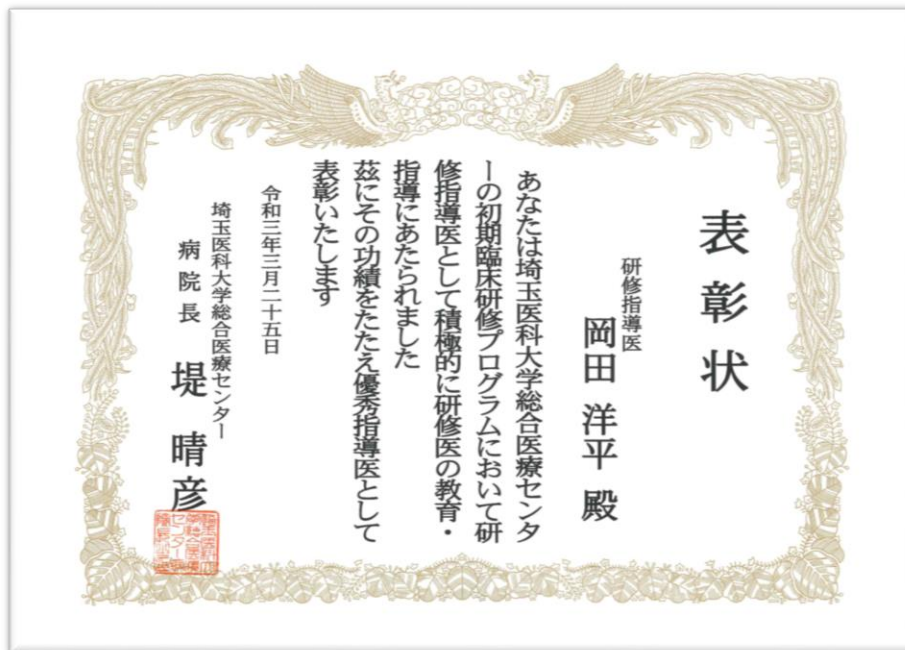 表彰状
研修指導医
岡田 洋平 殿
あなたは埼玉医科大学総合医療センタ
ーの初期臨床研修プログラムにおいて研
修指導医として積極的に研修医の教育・
指導にあたられました
茲にその功績をたたえ優秀指導医として
表彰いたします
令和三年三月二十五日
埼玉医科大学総合医療センター
病院長 堤 晴彦